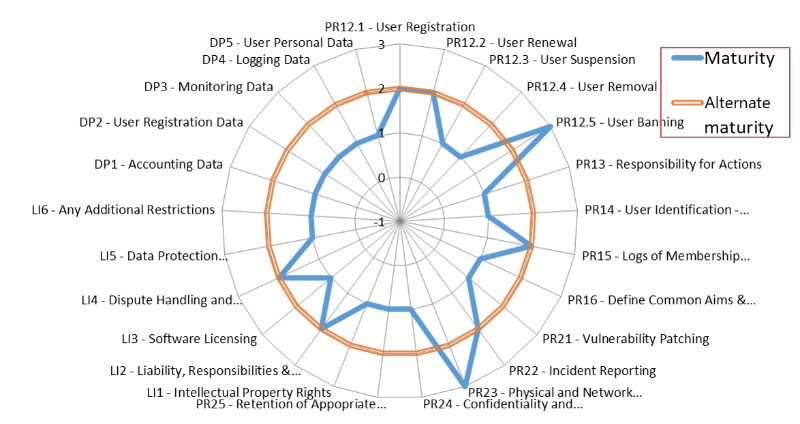 PR12.1 - User Registration
PR12.2 - User Renewal
PR12.3 - User Suspension
PR12.4 - User Removal
PR12.5 - User Banning
PR13 - Responsibility for Actions
PR14 - User Identification -...
PR15 - Logs of Membership...
PR16 - Define Common Aims &...
PR21 - Vulnerability Patching
PR22 - Incident Reporting
PR23 - Physical and Network...
PR24 - Confidentiality and...
PR25 - Retention of Appopriate...
LI1 - Intellectual Property Rights
LI2 - Liability, Responsibilities &...
LI3 - Software Licensing
LI4 - Dispute Handling and...
LI5 - Data Protection...
LI6 - Any Additional Restrictions
DP1 - Accounting Data
DP2 - User Registration Data
DP3 - Monitoring Data
DP4 - Logging Data
DP5 - User Personal Data
3
2
1
0
-1
Maturity
Alternate
maturity